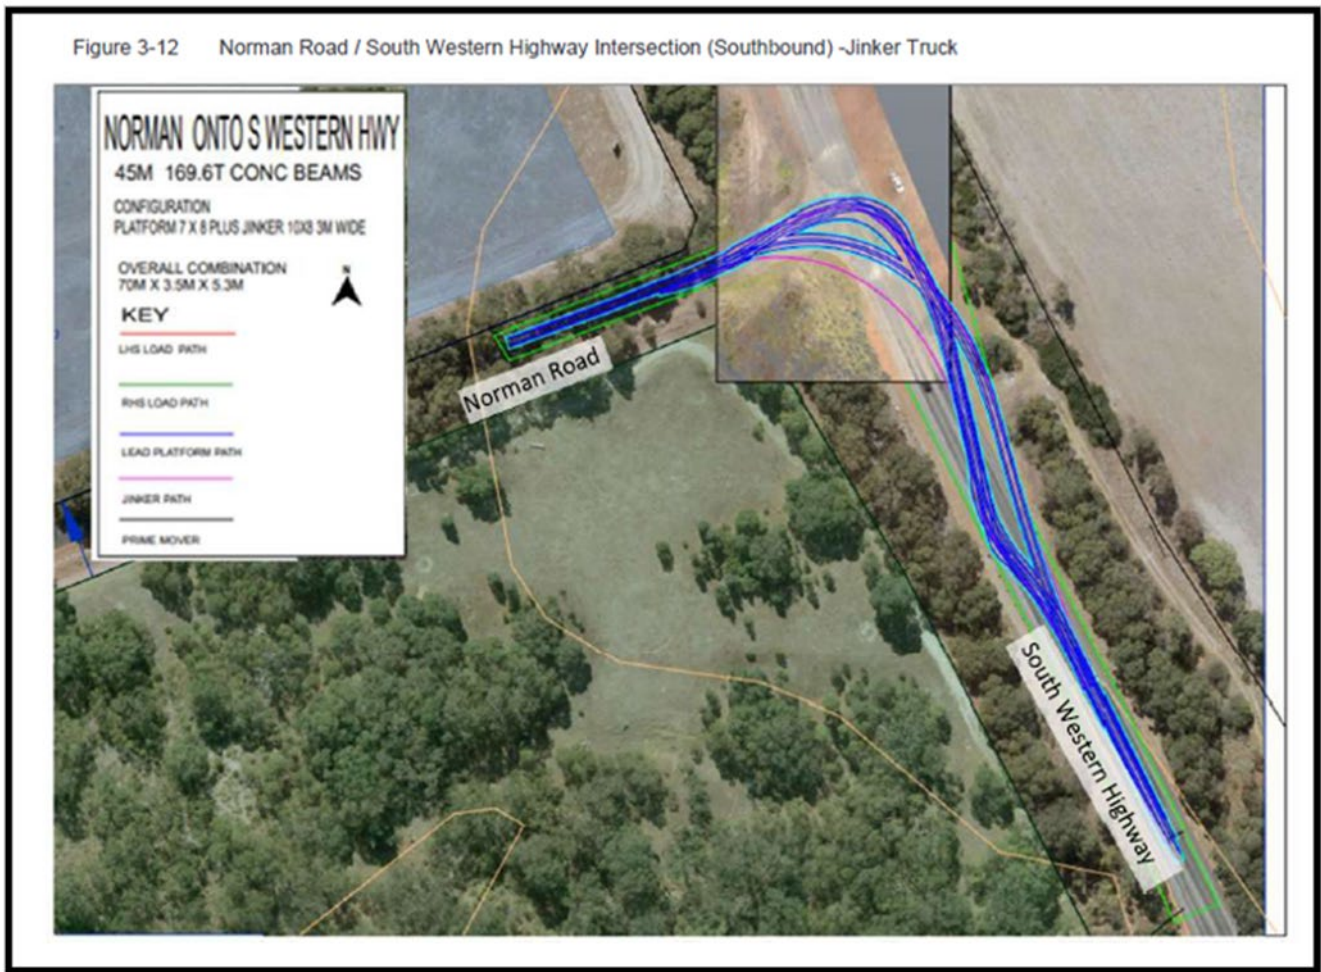 Figure 3-12 Norman Road / South Western Highway Intersection (Southbound) -Jinker Truck
NORMAN ONTO S WESTERN HWY
45M 169.6T CONC BEAMS
CONFIGURATION
PLATFORM 7 X 8 PLUS JINKER 10X8 3M WIDE
OVERALL COMBINATION
70M X 3.5M X 5.3M
N
KEY
LHS LOAD PATH
RHS LOAD PATH
LEAD PLATFORM PATH
JINKER PATH
PRIME MOVER
Norman Road
South Western Highway